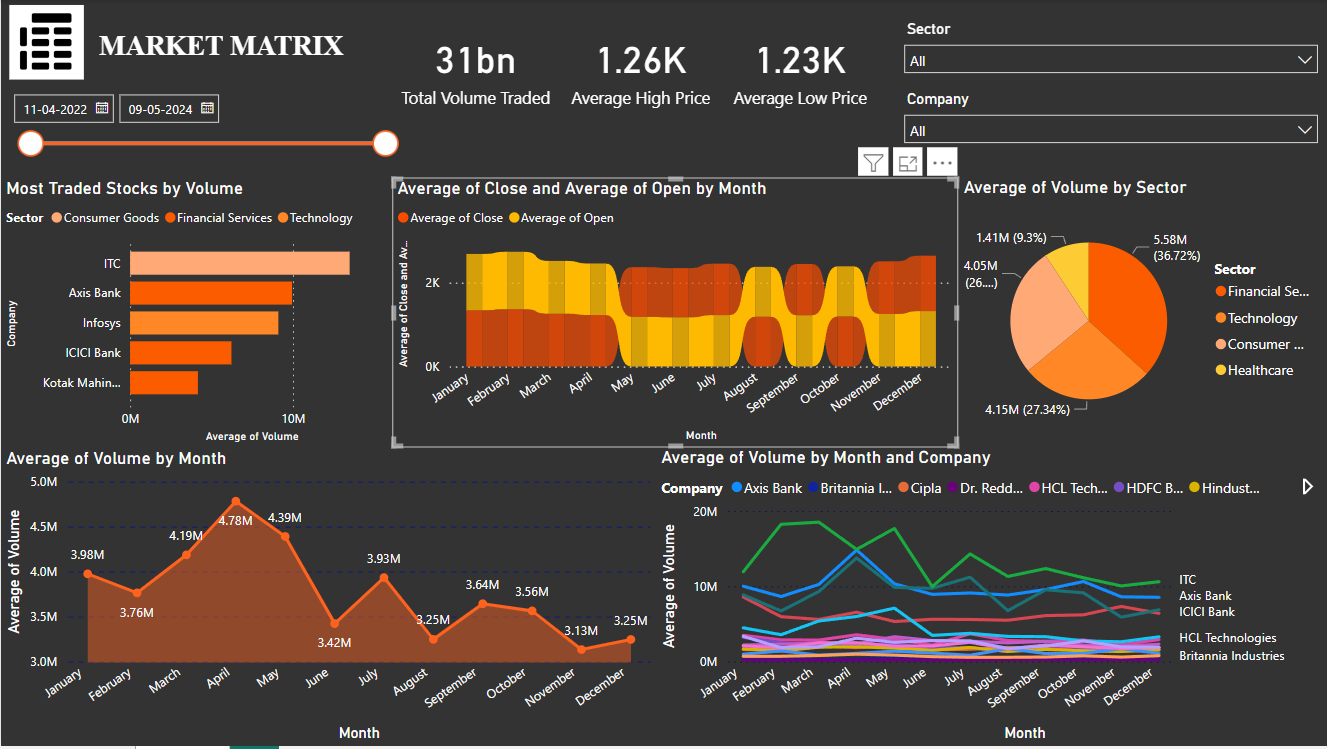 MARKET MATRIX
11-04-2022
09-05-2024
31bn
Total Volume Traded
1.26K
Average High Price
1.23K
Average Low Price
Sector
All
Company
All
Most Traded Stocks by Volume
Sector Consumer Goods Financial Services Technology
Company
ITC
Axis Bank
Infosys
ICICI Bank
Kotak Mahin...
0M 10M
Average of Volume
Average of Close and Average of Open by Month
Average of Close Average of Open
Average of Close and Av...
2K
0K
January February March April May June July August September October November December
Month
Average of Volume by Sector
1.41M (9.3%)
5.58M
(36.72%)
4.05M
(26....)
4.15M (27.34%)
Sector
Financial Se...
Technology
Consumer ...
Healthcare
Average of Volume by Month
Average of Volume
5.0M
4.5M
4.0M
3.5M
3.0M
3.98M 3.76M 4.19M 4.78M 4.39M 3.42M 3.93M 3.25M 3.64M 3.56M 3.13M 3.25M
January February March April May June July August September October November December
Month
Average of Volume by Month and Company
Company Axis Bank Britannia I... Cipla Dr. Redd... HCL Tech... HDFC B... Hindust...
Average of Volume
20M
10M
0M
ITC
Axis Bank
ICICI Bank
HCL Technologies
Britannia Industries
January February March April May June July August September October November December
Month